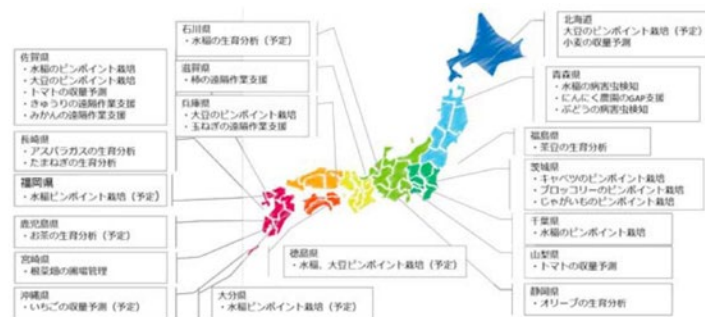 石川県
・水稲の生育分析（予定）
滋賀県
・柿の遠隔作業支援
兵庫県
・大豆のピンポイント栽培
・玉ねぎの遠隔作業支援
佐賀県
・水稲のピンポイント栽培
・大豆のピンポイント栽培
・トマトの収量予測
・きゅうりの遠隔作業支援
・みかんの遠隔作業支援
長崎県
・アスパラガスの生育分析
・たまねぎの生育分析
福岡県
・水稲ピンポイント栽培（予定）
鹿児島県
・お茶の生育分析（予定）
宮崎県
・根菜類の圃場管理
沖縄県
・いちごの収量予測（予定）
大分県
・水稲ピンポイント栽培（予定）
徳島県
・水稲、大豆ピンポイント栽培（予定）
北海道
大豆のピンポイント栽培（予定）
小麦の収量予測
青森県
・水稲の病害虫検知
・にんにく農園のGAP支援
・ぶどうの病害虫検知
福島県
・茶豆の生育分析
茨城県
・キャベツのピンポイント栽培
・ブロッコリーのピンポイント栽培
・じゃがいものピンポイント栽培
千葉県
・水稲のピンポイント栽培
山梨県
・トマトの収量予測
静岡県
・オリーブの生育分析